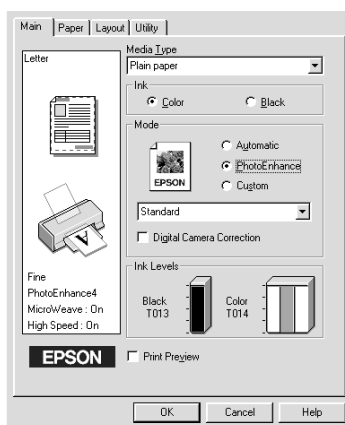 Main Paper Layout Utility
Letter
Media Type
Plain paper
Ink
Color Black
Mode
EPSON
Automatic
PhotoEnhance
Custom
Standard
Digital Camera Correction
Fine
PhotoEnhance4
MicroWeave : On
High Speed : On
Ink Levels
Black
T013
Color
T014
EPSON
Print Preview
OK Cancel Help